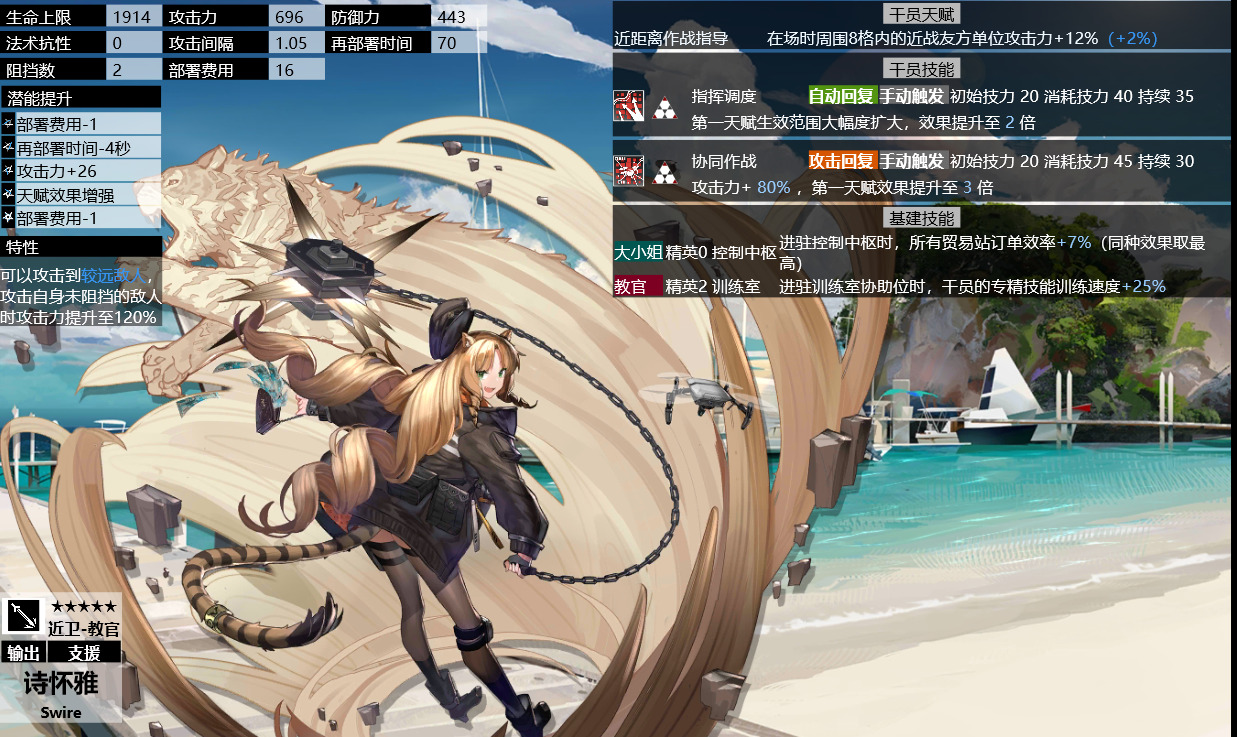 生命上限 1914 攻击力 696 防御力 443
法术抗性 0 攻击间隔 1.05 再部署时间 70
阻挡数 2 部署费用 16
潜能提升
部署费用-1
再部署时间-4秒
攻击力+26
天赋效果增强
部署费用-1
特性
可以攻击到较远敌人，
攻击自身未阻挡的敌人
时攻击力提升至120%
干员天赋
近距离作战指导 在场时周围8格内的近战友方单位攻击力+12%（+2%）
干员技能
指挥调度 自动回复 手动触发 初始技力 20 消耗技力 40 持续 35
第一天赋生效范围大幅度扩大，效果提升至 2 倍
协同作战 攻击回复 手动触发 初始技力 20 消耗技力 45 持续 30
攻击力+ 80% ，第一天赋效果提升至 3 倍
基建技能
大小姐 精英0 控制中枢 进驻控制中枢时，所有贸易站订单效率+7%（同种效果取最
高）
教官 精英2 训练室 进驻训练室协助位时，干员的专精技能训练速度+25%
★★★★★
近卫-教官
输出 支援
诗怀雅
Swire